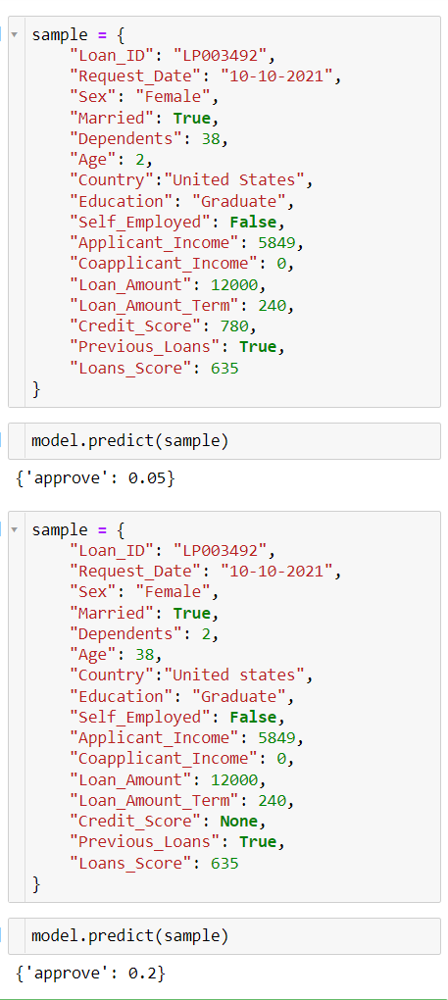 sample = {
"Loan_ID": "LP003492",
"Request_Date": "10-10-2021",
"Sex": "Female",
"Married": True,
"Dependents": 38,
"Age": 2,
"Country":"United States",
"Education": "Graduate",
"Self_Employed": False,
"Applicant_Income": 5849,
"Coapplicant_Income": 0,
"Loan_Amount": 12000,
"Loan_Amount_Term": 240,
"Credit_Score": 780,
"Previous_Loans": True,
"Loans_Score": 635
}
model.predict(sample)
{'approve': 0.05}
sample = {
"Loan_ID": "LP003492",
"Request_Date": "10-10-2021",
"Sex": "Female",
"Married": True,
"Dependents": 2,
"Age": 38,
"Country":"United states",
"Education": "Graduate",
"Self_Employed": False,
"Applicant_Income": 5849,
"Coapplicant_Income": 0,
"Loan_Amount": 12000,
"Loan_Amount_Term": 240,
"Credit_Score": None,
"Previous_Loans": True,
"Loans_Score": 635
}
model.predict(sample)
{'approve': 0.2}